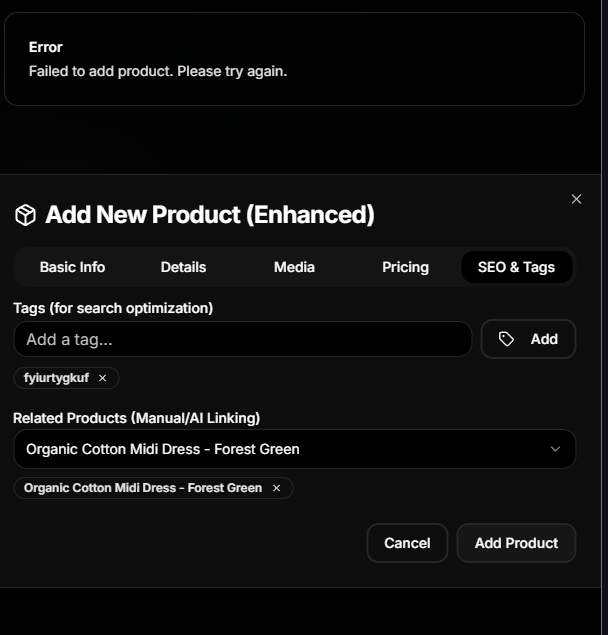 Error
Failed to add product. Please try again.
Add New Product (Enhanced)
Basic Info Details Media Pricing SEO & Tags
Tags (for search optimization)
Add a tag...
Add
fyiurtygkuf
Related Products (Manual/AI Linking)
Organic Cotton Midi Dress - Forest Green
Organic Cotton Midi Dress - Forest Green
Cancel Add Product